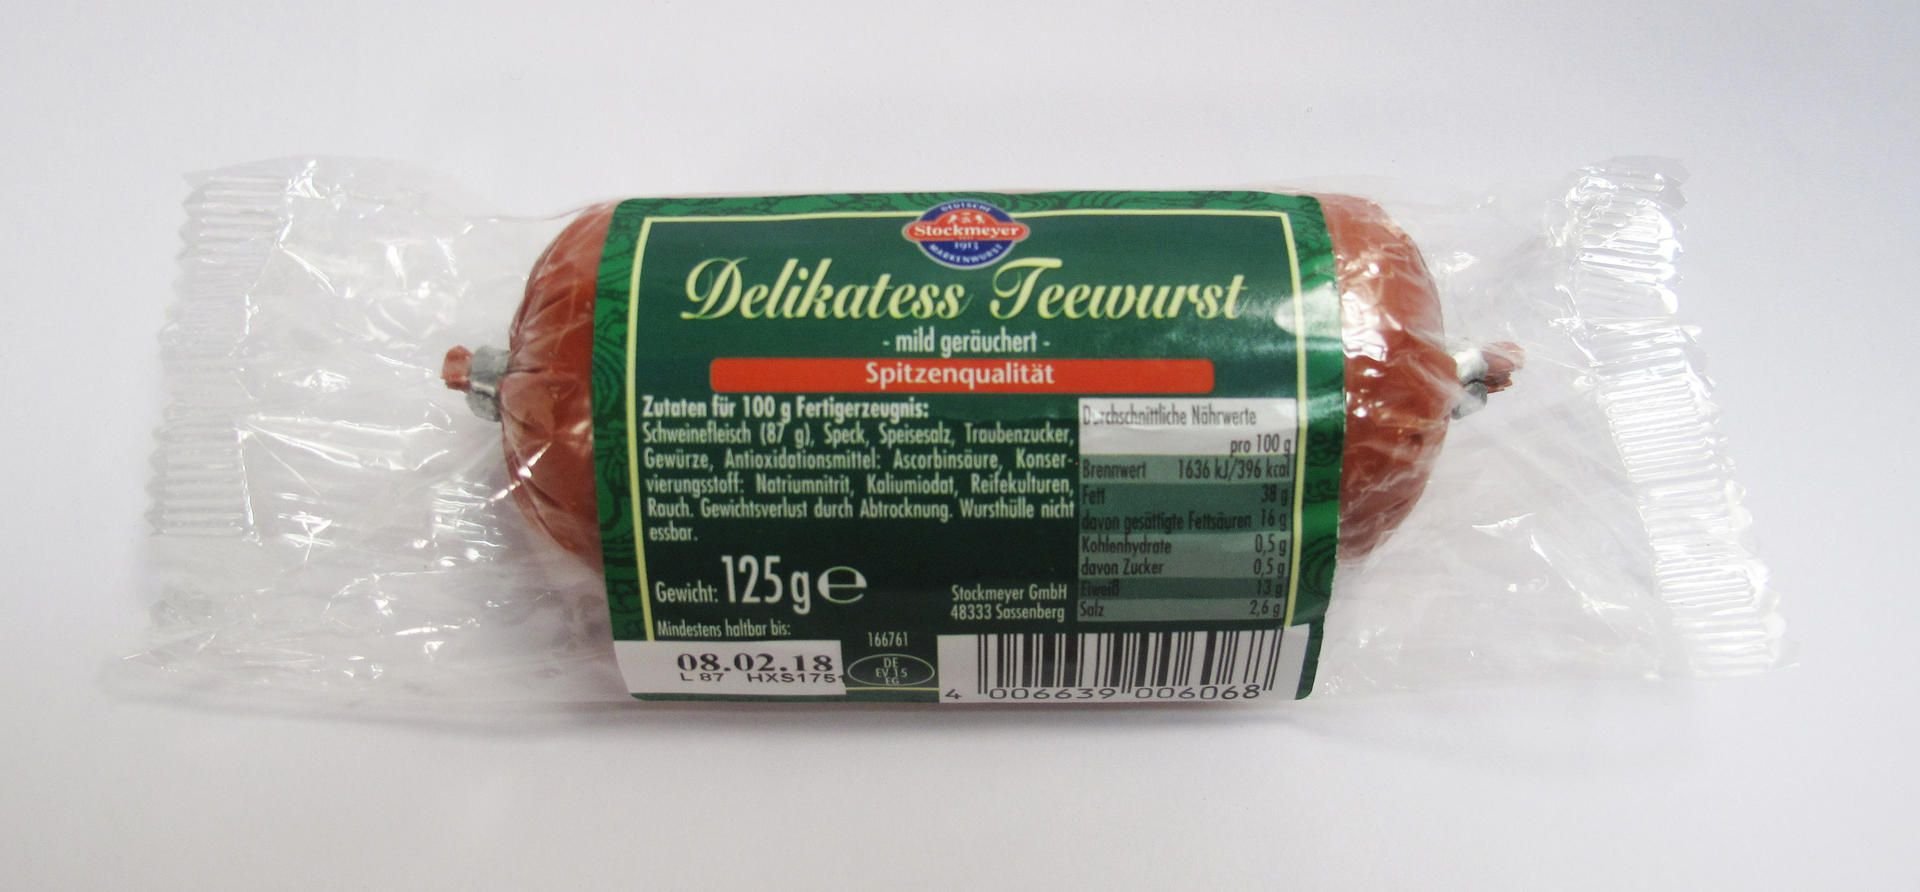 DEUTSCHE
Stockmeyer
1913
MARKENWURST
Delikatess Teewurst
- mild geräuchert -
Spitzenqualität
Zutaten für 100 g Fertigerzeugnis:
Schweinefleisch (87 g), Speck, Speisesalz, Traubenzucker,
Gewürze, Antioxidationsmittel: Ascorbinsäure, Konser-
vierungsstoff: Natriumnitrit, Kaliumiodat, Reifekulturen,
Rauch. Gewichtsverlust durch Abtrocknung. Wursthülle nicht
essbar.
Durchschnittliche Nährwerte
pro 100 g
Brennwert 1636 kJ/396 kcal
Fett 38 g
davon gesättigte Fettsäuren 16 g
Kohlenhydrate 0,5 g
davon Zucker 0,5 g
Eiweiß 13 g
Salz 2,6 g
Gewicht: 125 g e
Stockmeyer GmbH
48333 Sassenberg
Mindestens haltbar bis:
08.02.18
L 87 HXS1751
166761
DE
EV 15
EG
4 006639 006068